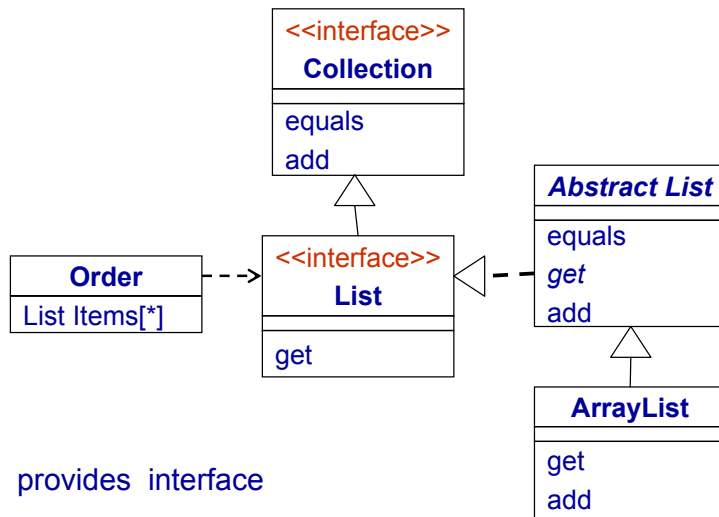 <<interface>>
Collection
equals
add
Abstract List
equals
get
add
Order
List Items[*]
<<interface>>
List
get
ArrayList
get
add
provides interface